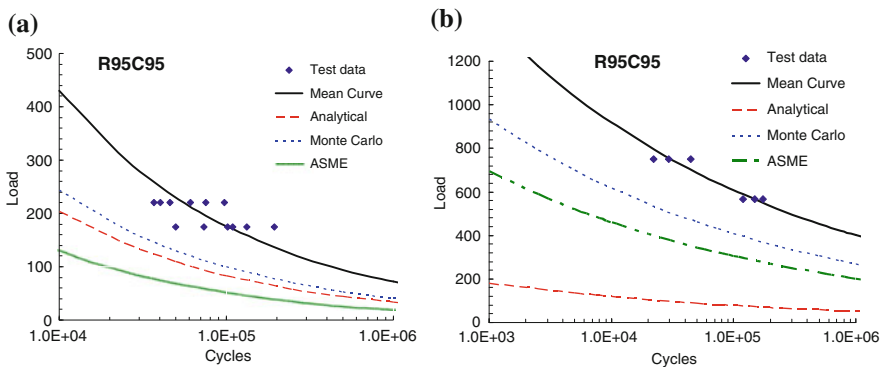 (a)
R95C95
500
400
300
200
100
0
Load
1.0E+04
1.0E+05
1.0E+06
Cycles
Test data
Mean Curve
Analytical
Monte Carlo
ASME
(b)
R95C95
1200
1000
800
600
400
200
0
Load
1.0E+03
1.0E+04
1.0E+05
1.0E+06
Cycles
Test data
Mean Curve
Analytical
Monte Carlo
ASME